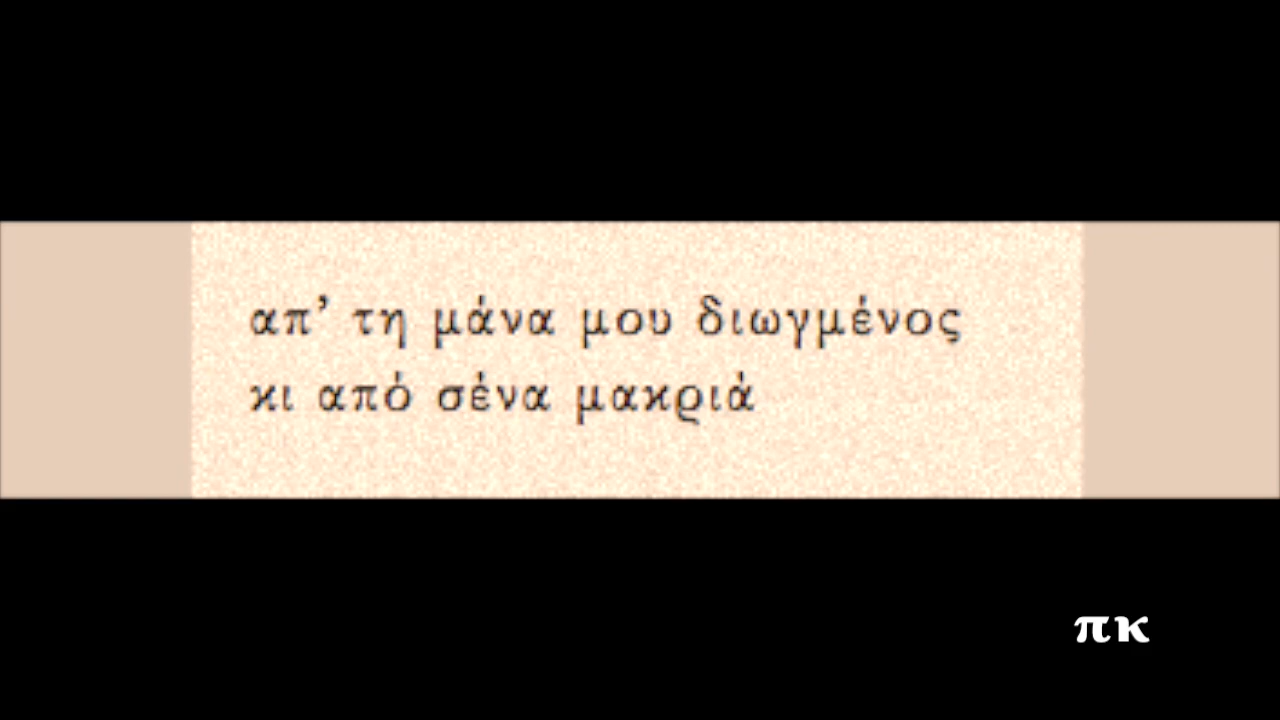 απ’ τη μάνα μου διωγμένος
κι από σένα μακριά
πκ